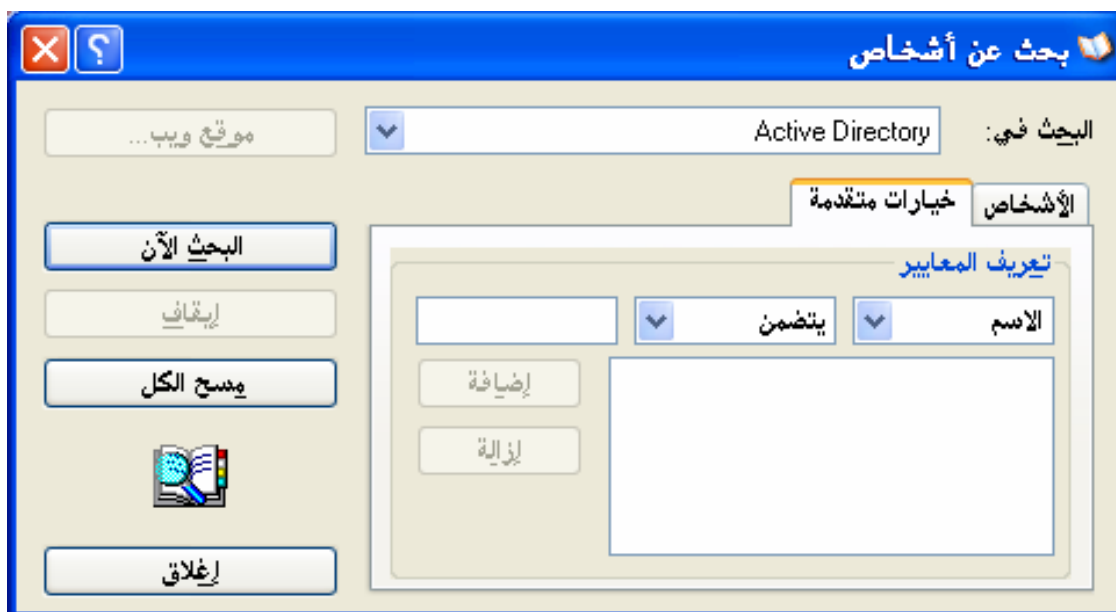 بحث عن أشخاص
البحث في: Active Directory موقع ويب...
الأشخاص خيارات متقدمة
تعريف المعايير
الاسم يتضمن
إضافة
إزالة
البحث الآن
إيقاف
مسح الكل
إغلاق